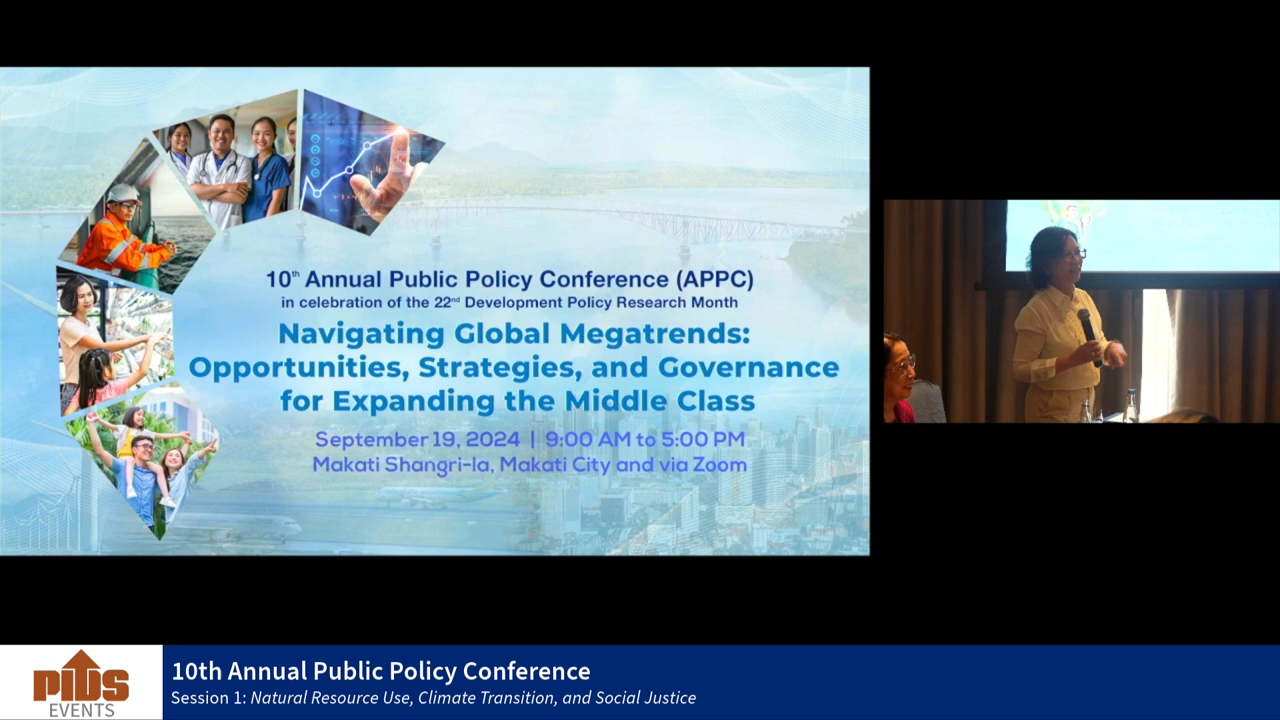 10th Annual Public Policy Conference (APPC)
in celebration of the 22nd Development Policy Research Month
Navigating Global Megatrends:
Opportunities, Strategies, and Governance
for Expanding the Middle Class
September 19, 2024 | 9:00 AM to 5:00 PM
Makati Shangri-la, Makati City and via Zoom
PIDS
EVENTS
10th Annual Public Policy Conference
Session 1: Natural Resource Use, Climate Transition, and Social Justice